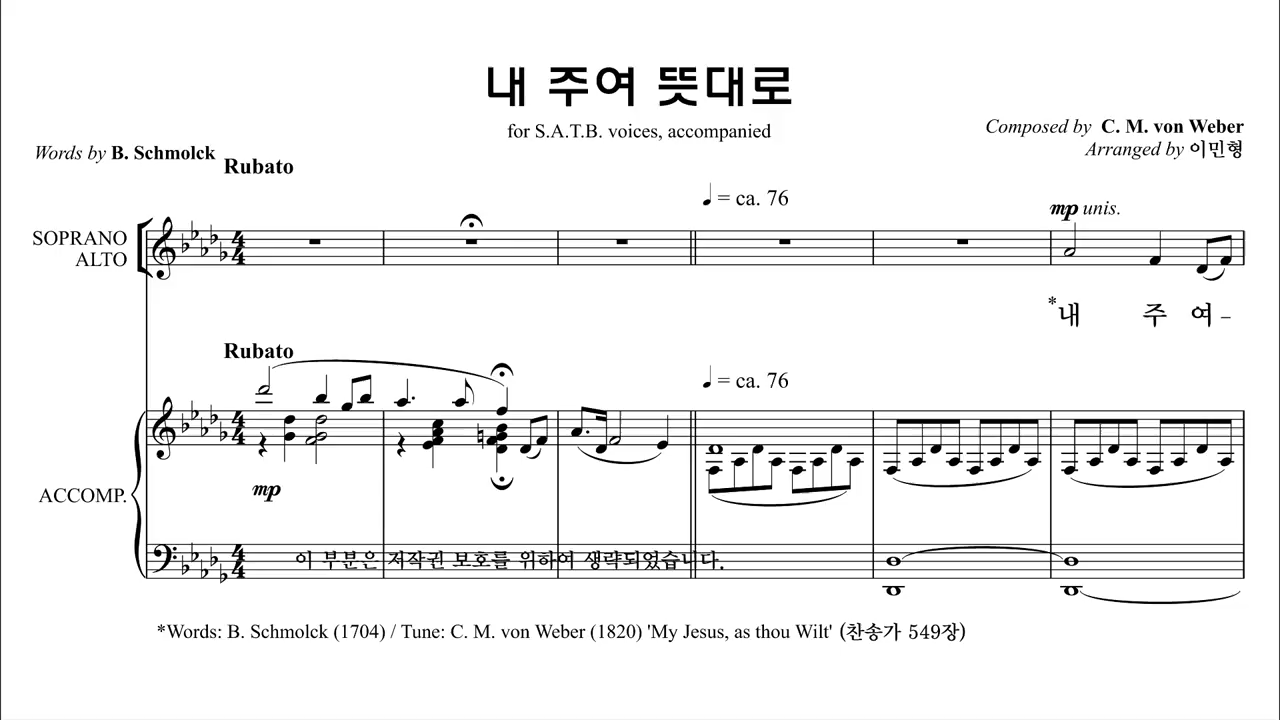 내 주여 뜻대로
for S.A.T.B. voices, accompanied
Composed by C. M. von Weber
Arranged by 이민형
Words by B. Schmolck
Rubato
♩ = ca. 76
mp unis.
SOPRANO
ALTO
*내 주 여 –
Rubato
♩ = ca. 76
mp
ACCOMP.
이 부분은 저작권 보호를 위하여 생략되었습니다.
*Words: B. Schmolck (1704) / Tune: C. M. von Weber (1820) 'My Jesus, as thou Wilt' (찬송가 549장)